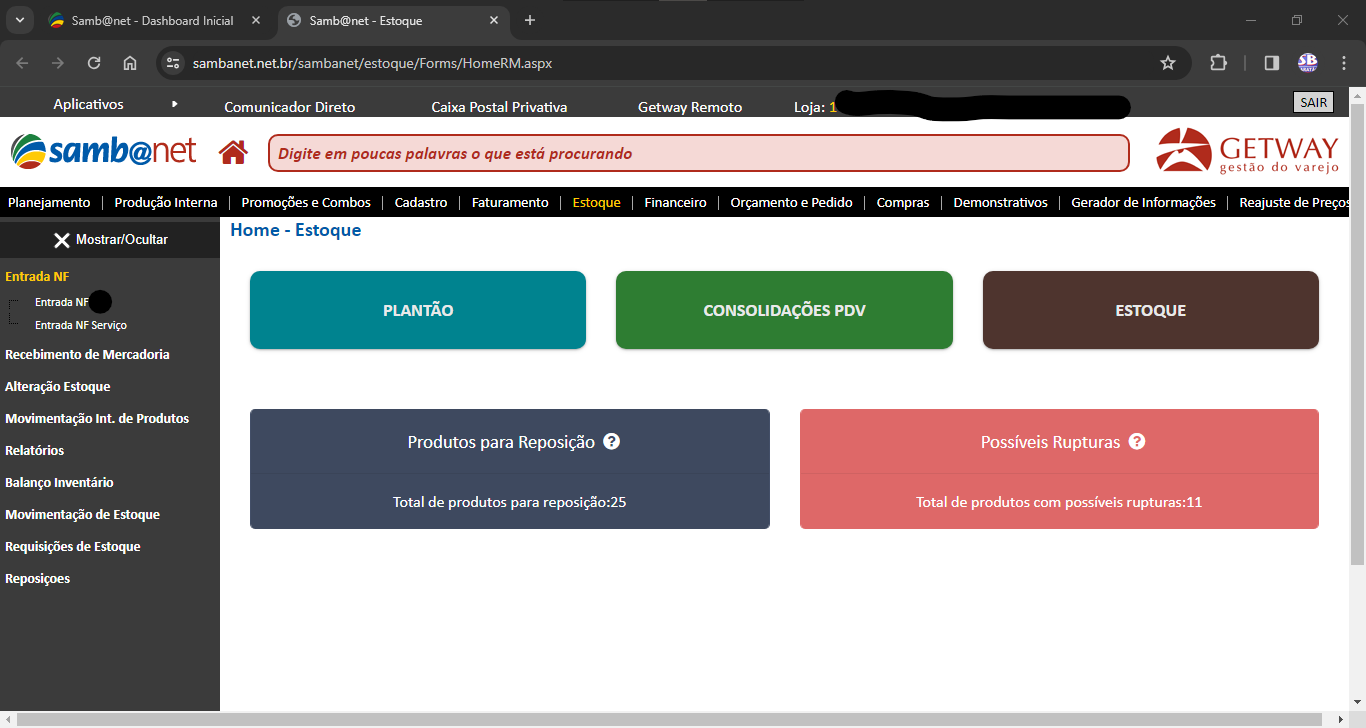 Samb@net - Dashboard Inicial
Samb@net - Estoque
sambanet.net.br/sambanet/estoque/Forms/HomeRM.aspx
SB
Aplicativos Comunicador Direto Caixa Postal Privativa Getway Remoto Loja: 1 SAIR
samb@net
Digite em poucas palavras o que está procurando
GETWAY
gestão do varejo
Planejamento Produção Interna Promoções e Combos Cadastro Faturamento Estoque Financeiro Orçamento e Pedido Compras Demonstrativos Gerador de Informações Reajuste de Preços
Mostrar/Ocultar
Entrada NF
Entrada NF
Entrada NF Serviço
Recebimento de Mercadoria
Alteração Estoque
Movimentação Int. de Produtos
Relatórios
Balanço Inventário
Movimentação de Estoque
Requisições de Estoque
Reposiçoes
Home - Estoque
PLANTÃO
CONSOLIDAÇÕES PDV
ESTOQUE
Produtos para Reposição ?
Total de produtos para reposição:25
Possíveis Rupturas ?
Total de produtos com possíveis rupturas:11